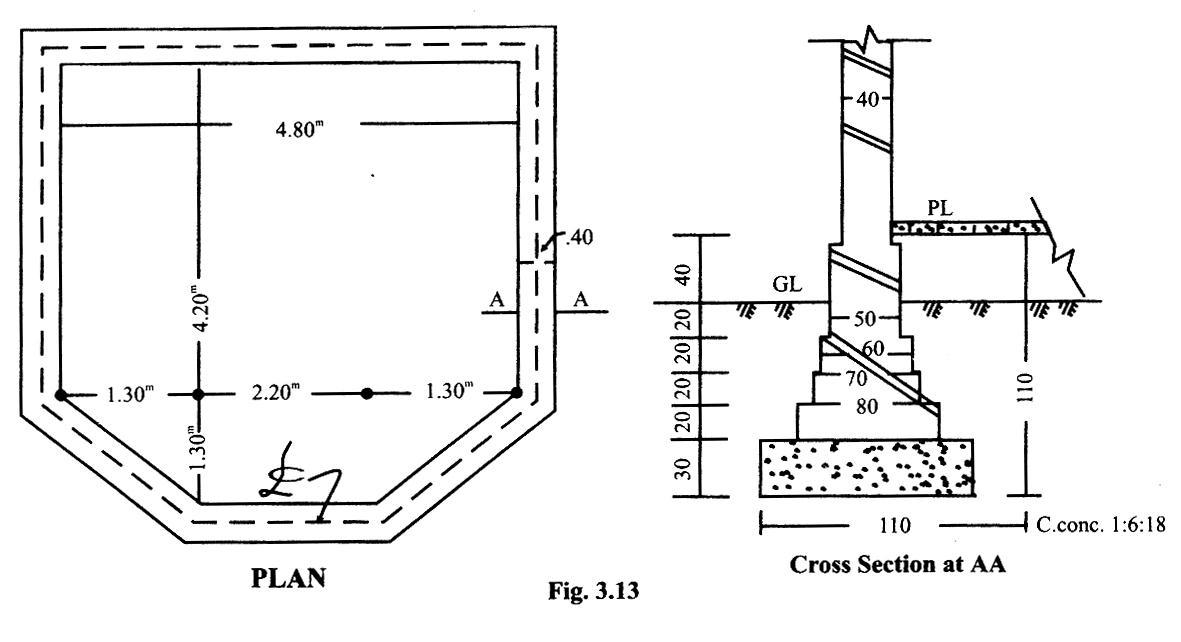 4.80m
.40
4.20m
A A
1.30m 2.20m 1.30m
1.30m
℄
PLAN
Fig. 3.13
40
PL
40
GL
20
50
20
60
20
70
20
80
110
30
110
C.conc. 1:6:18
Cross Section at AA